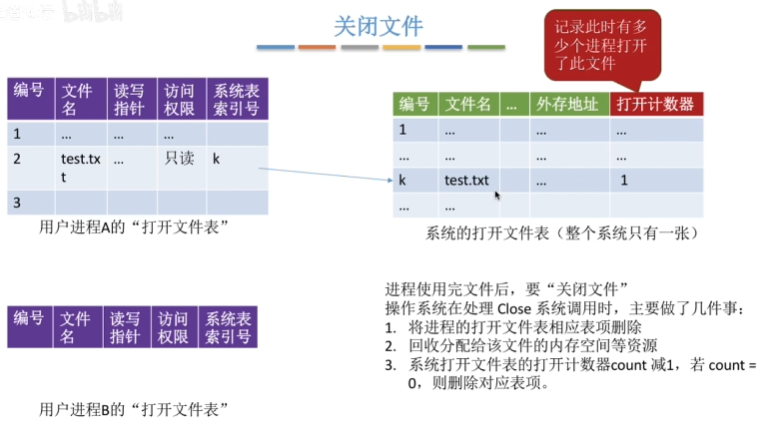 关闭文件
记录此时有多
少个进程打开
了此文件
编号 文件名 读写指针 访问权限 系统表索引号
1 … … …
2 test.txt … 只读 k
3
用户进程A的“打开文件表”
编号 文件名 ... 外存地址 打开计数器
1 … … …
… … … …
k test.txt … 1
… …
系统的打开文件表（整个系统只有一张）
编号 文件名 读写指针 访问权限 系统表索引号
用户进程B的“打开文件表”
进程使用完文件后，要“关闭文件”
操作系统在处理 Close 系统调用时，主要做了几件事：
1. 将进程的打开文件表相应表项删除
2. 回收分配给该文件的内存空间等资源
3. 系统打开文件表的打开计数器count 减1，若 count =
0，则删除对应表项。